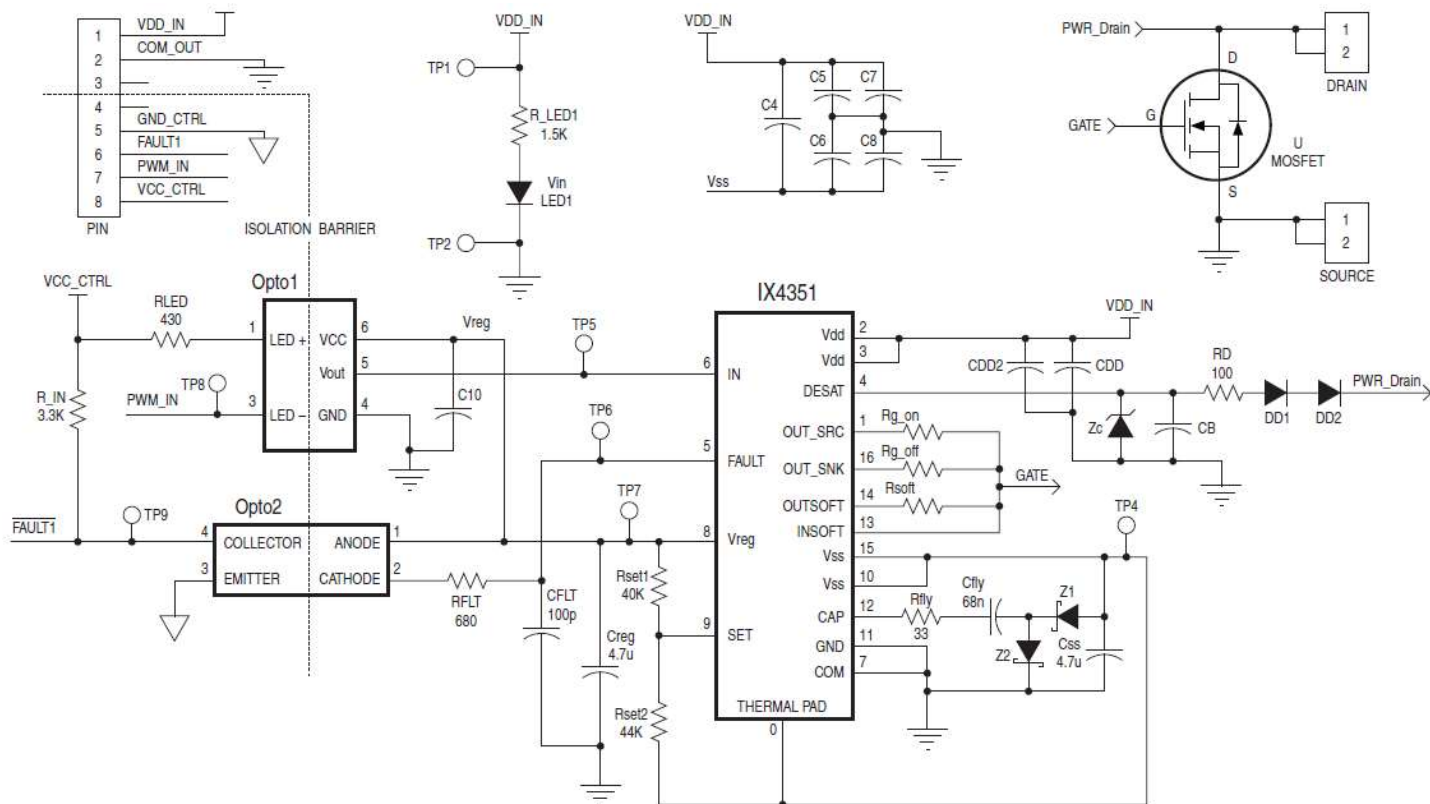 1 VDD_IN
2 COM_OUT
3
4
5 GND_CTRL
6 FAULT1
7 PWM_IN
8 VCC_CTRL
PIN
ISOLATION BARRIER
VDD_IN
TP1
R_LED1
1.5K
Vin
LED1
TP2
VDD_IN
C4
C5
C7
C6
C8
Vss
PWR_Drain
D
GATE
G
U
MOSFET
S
1
2
DRAIN
1
2
SOURCE
VCC_CTRL
RLED
430
R_IN
3.3K
PWM_IN
TP8
Opto1
1 LED +
3 LED –
VCC 6
Vout 5
GND 4
Vreg
C10
TP5
TP6
TP7
FAULT1
TP9
Opto2
4 COLLECTOR
3 EMITTER
ANODE 1
CATHODE 2
RFLT
680
CFLT
100p
Creg
4.7u
Rset1
40K
Rset2
44K
IX4351
6 IN
5 FAULT
8 Vreg
9 SET
Vdd 2
Vdd 3
DESAT 4
OUT_SRC 1
OUT_SNK 16
OUTSOFT 14
INSOFT 13
Vss 15
Vss 10
CAP 12
GND 11
COM 7
THERMAL PAD
0
VDD_IN
CDD2
CDD
RD
100
DD1
DD2
PWR_Drain
Zc
CB
Rg_on
Rg_off
Rsoft
GATE
TP4
Rfly
33
Cfly
68n
Z1
Z2
Css
4.7u